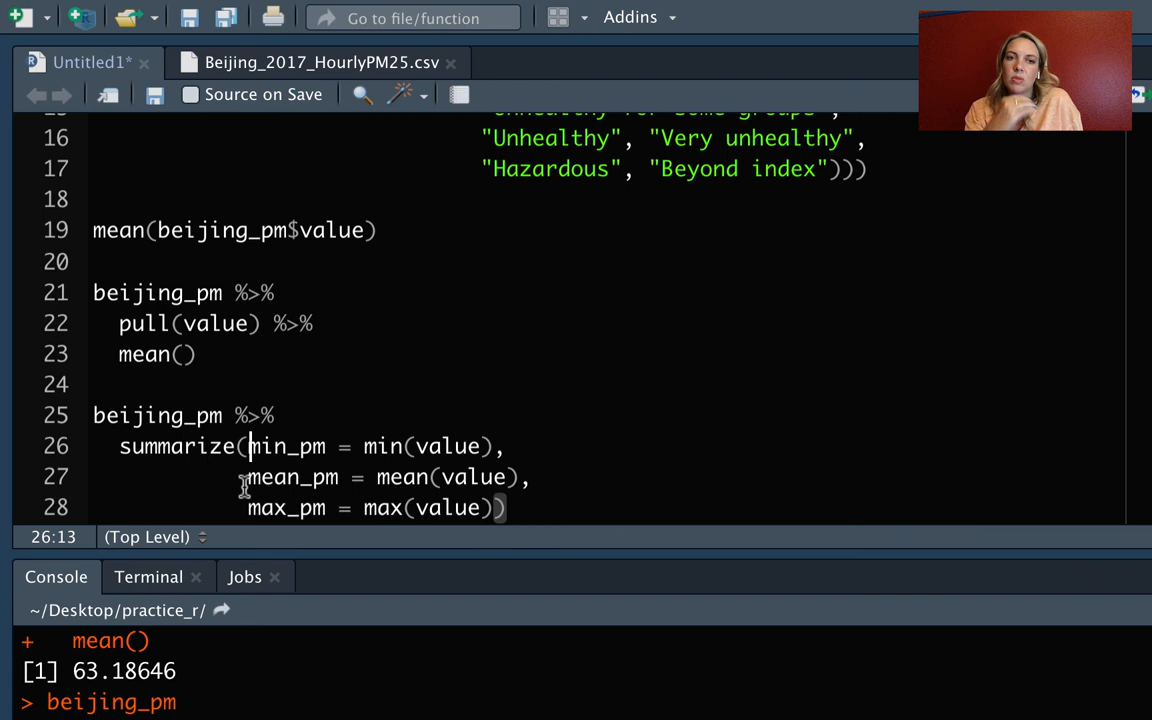 Go to file/function
Addins
Untitled1*
Beijing_2017_HourlyPM25.csv
Source on Save
16 "Unhealthy", "Very unhealthy",
17 "Hazardous", "Beyond index")))
18
19 mean(beijing_pm$value)
20
21 beijing_pm %>%
22 pull(value) %>%
23 mean()
24
25 beijing_pm %>%
26 summarize(min_pm = min(value),
27 mean_pm = mean(value),
28 max_pm = max(value))
26:13 (Top Level)
Console Terminal Jobs
~/Desktop/practice_r/
+ mean()
[1] 63.18646
> beijing_pm